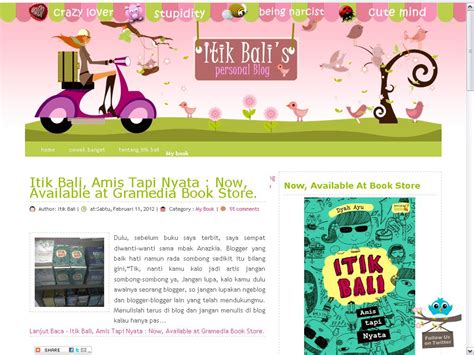 crazy lover
stupidity
being narcist
cute mind
Itik Bali's
personal Blog
home
cowok banget
tentang itik bali
My book
Itik Bali, Amis Tapi Nyata : Now,
Available at Gramedia Book Store.
Author: Itik Bali | at:Sabtu, Februari 11, 2012 | Category : My Book | comments
Dulu, sebelum buku saya terbit, saya sempat
diwanti-wanti sama mbak Anazkia. Blogger yang
baik hati namun rada sombong sedikit itu bilang
gini,"Tik, nanti kamu kalo jadi artis jangan
sombong-sombong ya, Jangan lupa, kalo kamu dulu
awalnya seorang blogger, so jangan lupakan ngeblog
dan blogger-blogger lain yang telah mendukungmu.
Menulislah terus di blog dan jangan menulis di blog
kalau hanya pas...
Lanjut Baca - Itik Bali, Amis Tapi Nyata : Now, Available at Gramedia Book Store.
SHARE
Now, Available At Book Store
Dyah Ayu
ITIK
BALI
Amis
tapi
Nyata
Follow Us
on Twitter